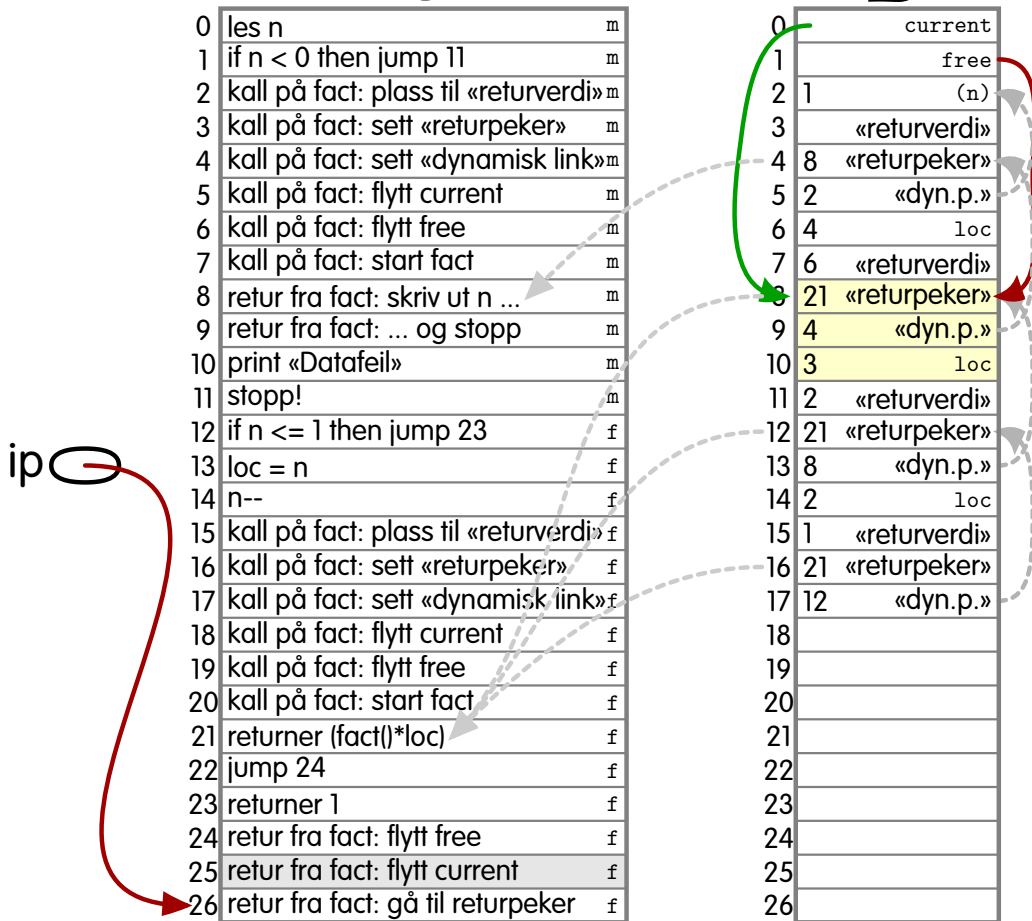 0 les n m
1 if n < 0 then jump 11 m
2 kall på fact: plass til «returverdi» m
3 kall på fact: sett «returpeker» m
4 kall på fact: sett «dynamisk link» m
5 kall på fact: flytt current m
6 kall på fact: flytt free m
7 kall på fact: start fact m
8 retur fra fact: skriv ut n ... m
9 retur fra fact: ... og stopp m
10 print «Datafeil» m
11 stopp! m
12 if n <= 1 then jump 23 f
13 loc = n f
14 n-- f
15 kall på fact: plass til «returverdi» f
16 kall på fact: sett «returpeker» f
17 kall på fact: sett «dynamisk link» f
18 kall på fact: flytt current f
19 kall på fact: flytt free f
20 kall på fact: start fact f
21 returner (fact()*loc) f
22 jump 24 f
23 returner 1 f
24 retur fra fact: flytt free f
25 retur fra fact: flytt current f
26 retur fra fact: gå til returpeker f
ip
0 current
1 free
2 1 (n)
3 «returverdi»
4 8 «returpeker»
5 2 «dyn.p.»
6 4 loc
7 6 «returverdi»
8 21 «returpeker»
9 4 «dyn.p.»
10 3 loc
11 2 «returverdi»
12 21 «returpeker»
13 8 «dyn.p.»
14 2 loc
15 1 «returverdi»
16 21 «returpeker»
17 12 «dyn.p.»
18
19
20
21
22
23
24
25
26